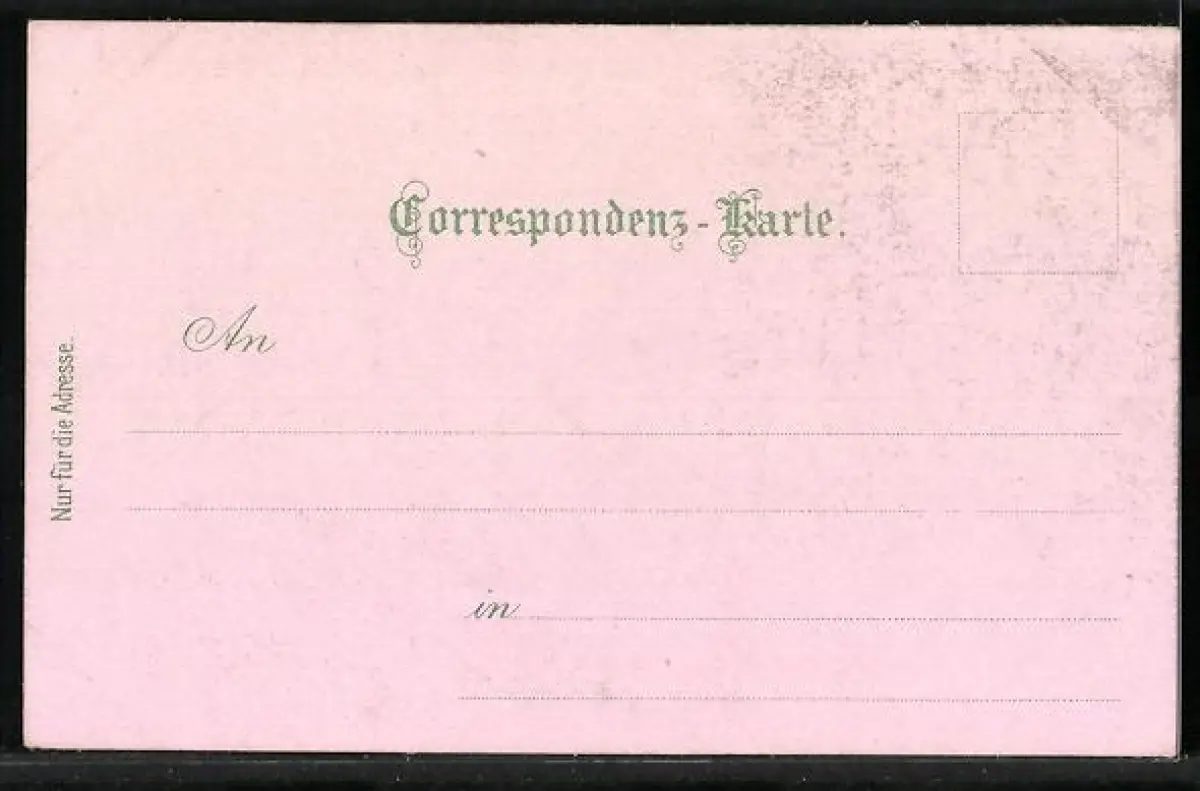 Correspondenz-Karte.
An
Nur für die Adresse.
in